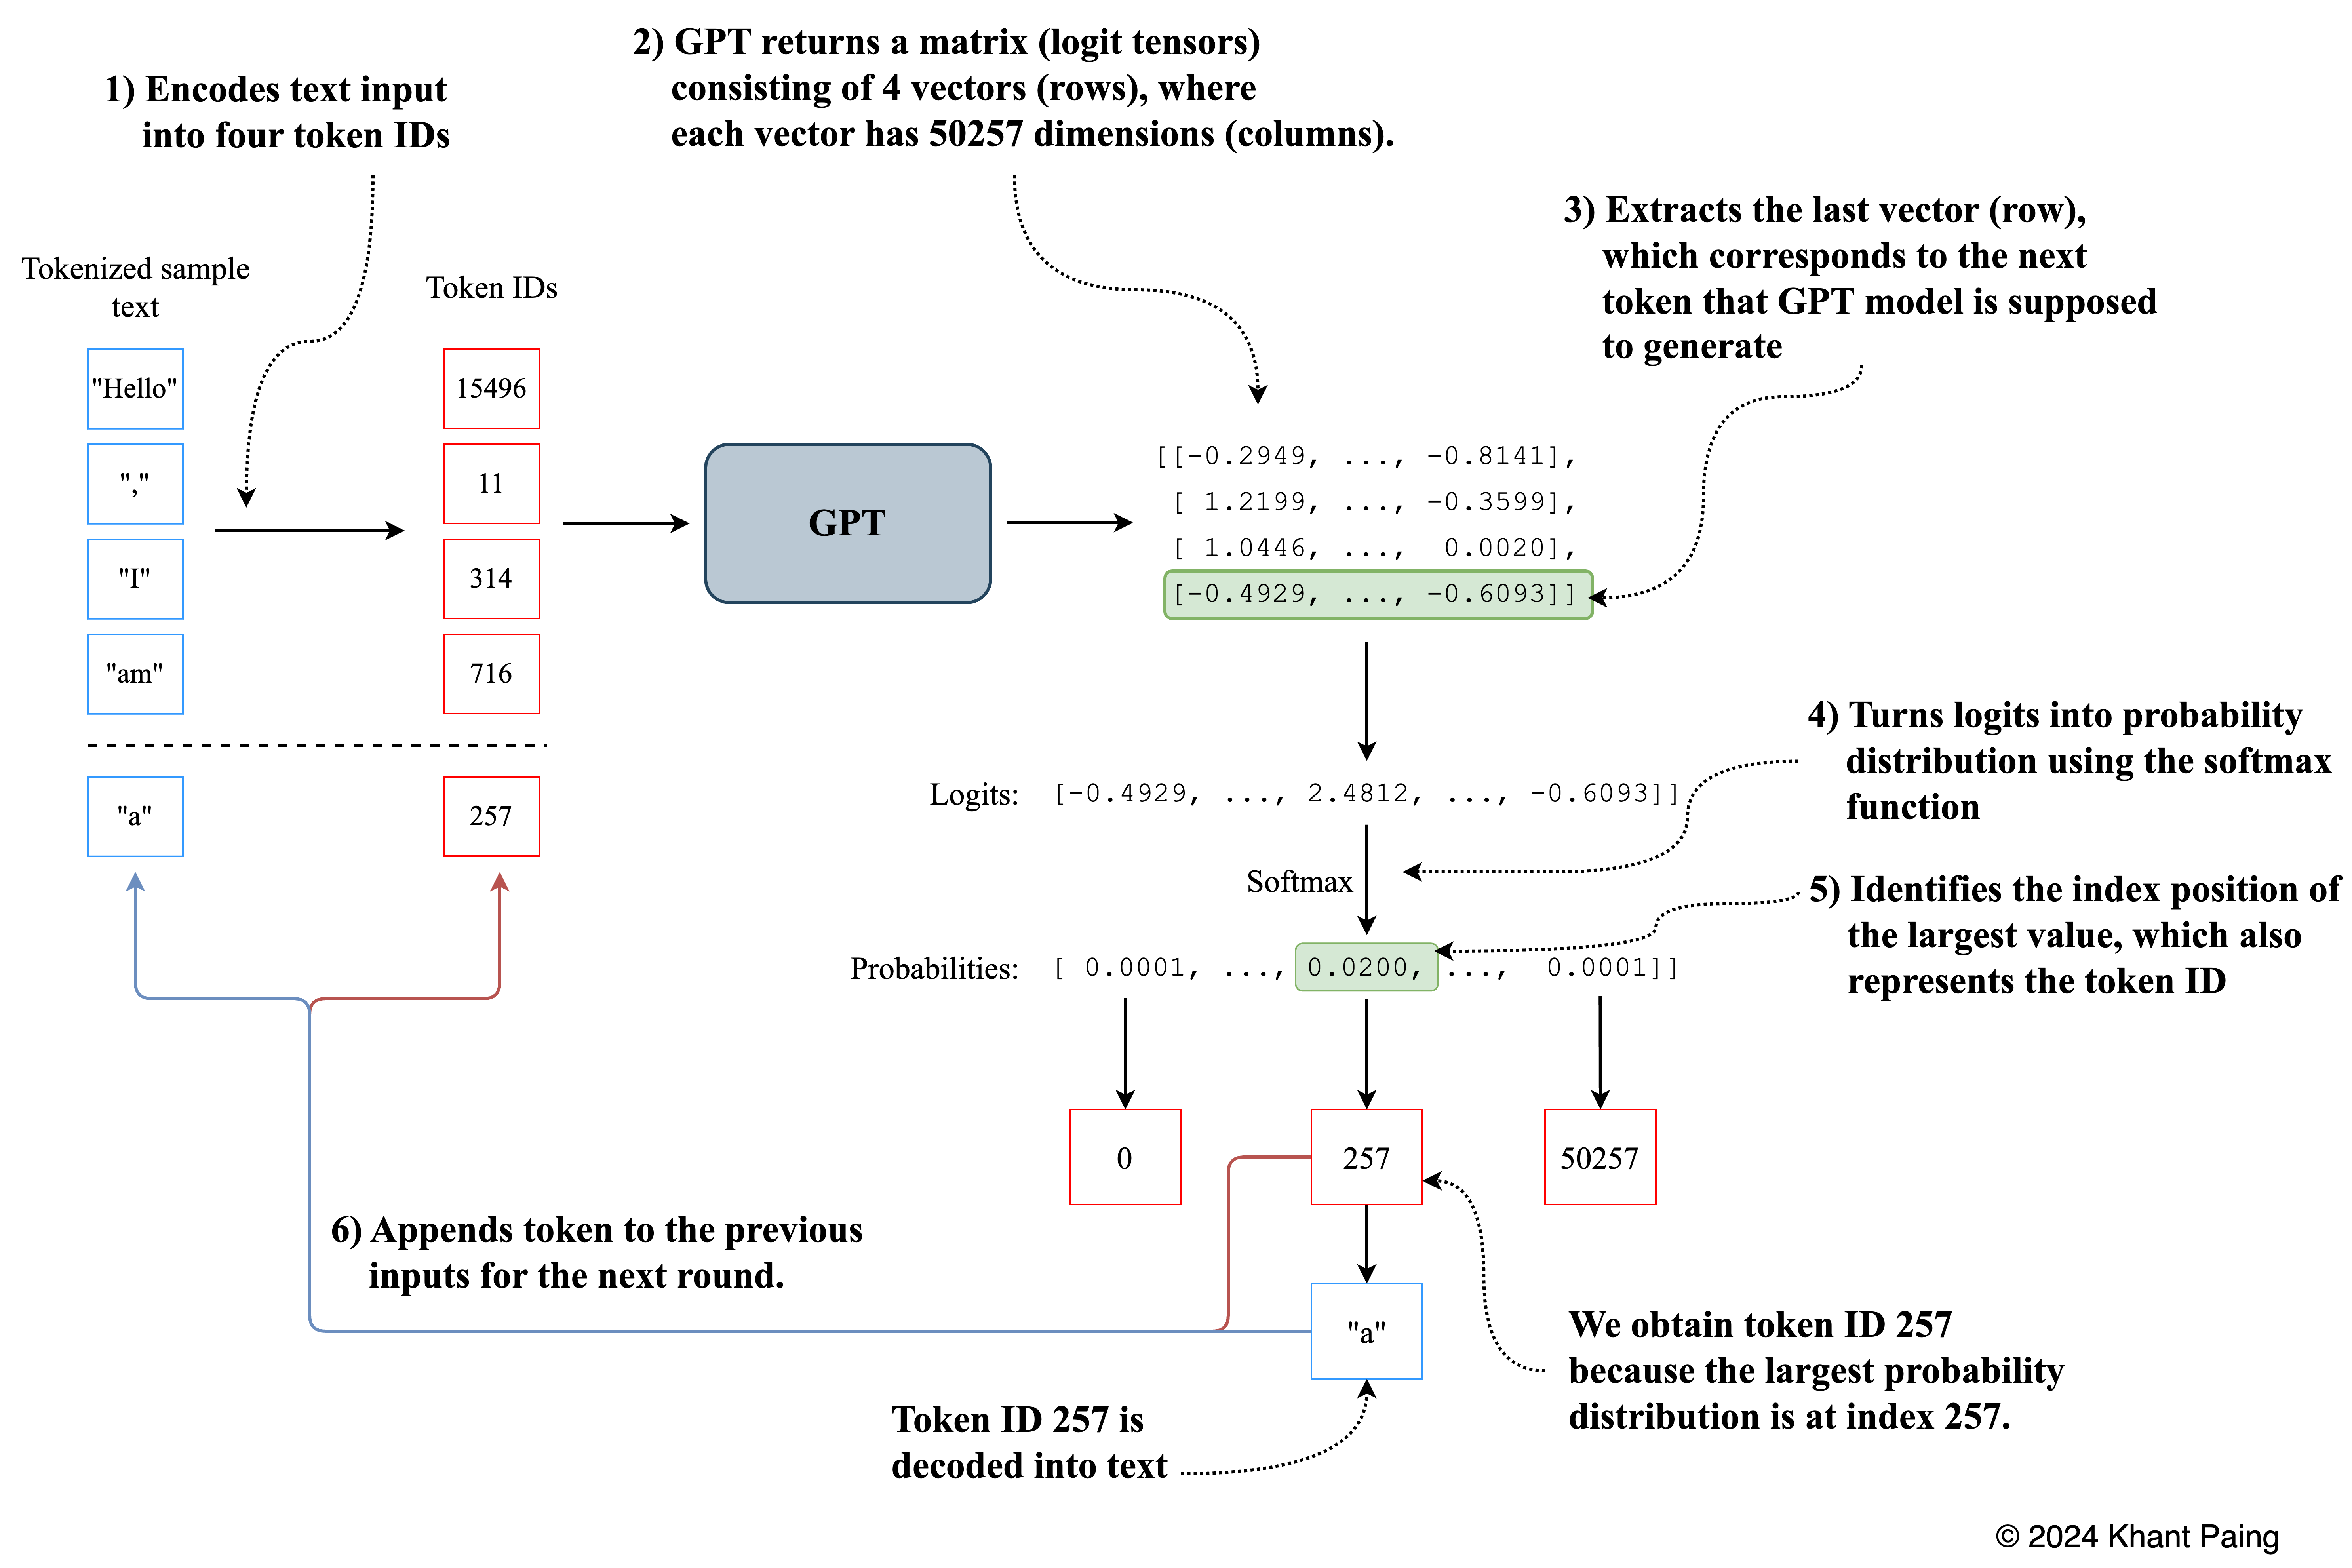 1) Encodes text input
into four token IDs
2) GPT returns a matrix (logit tensors)
consisting of 4 vectors (rows), where
each vector has 50257 dimensions (columns).
3) Extracts the last vector (row),
which corresponds to the next
token that GPT model is supposed
to generate
Tokenized sample
text
Token IDs
"Hello"
15496
","
11
"I"
314
"am"
716
"a"
257
GPT
[[-0.2949, ..., -0.8141],
[ 1.2199, ..., -0.3599],
[ 1.0446, ..., 0.0020],
[-0.4929, ..., -0.6093]]
4) Turns logits into probability
distribution using the softmax
function
Logits: [-0.4929, ..., 2.4812, ..., -0.6093]]
Softmax
5) Identifies the index position of
the largest value, which also
represents the token ID
Probabilities: [ 0.0001, ..., 0.0200, ..., 0.0001]]
0
257
50257
6) Appends token to the previous
inputs for the next round.
"a"
We obtain token ID 257
because the largest probability
distribution is at index 257.
Token ID 257 is
decoded into text
© 2024 Khant Paing